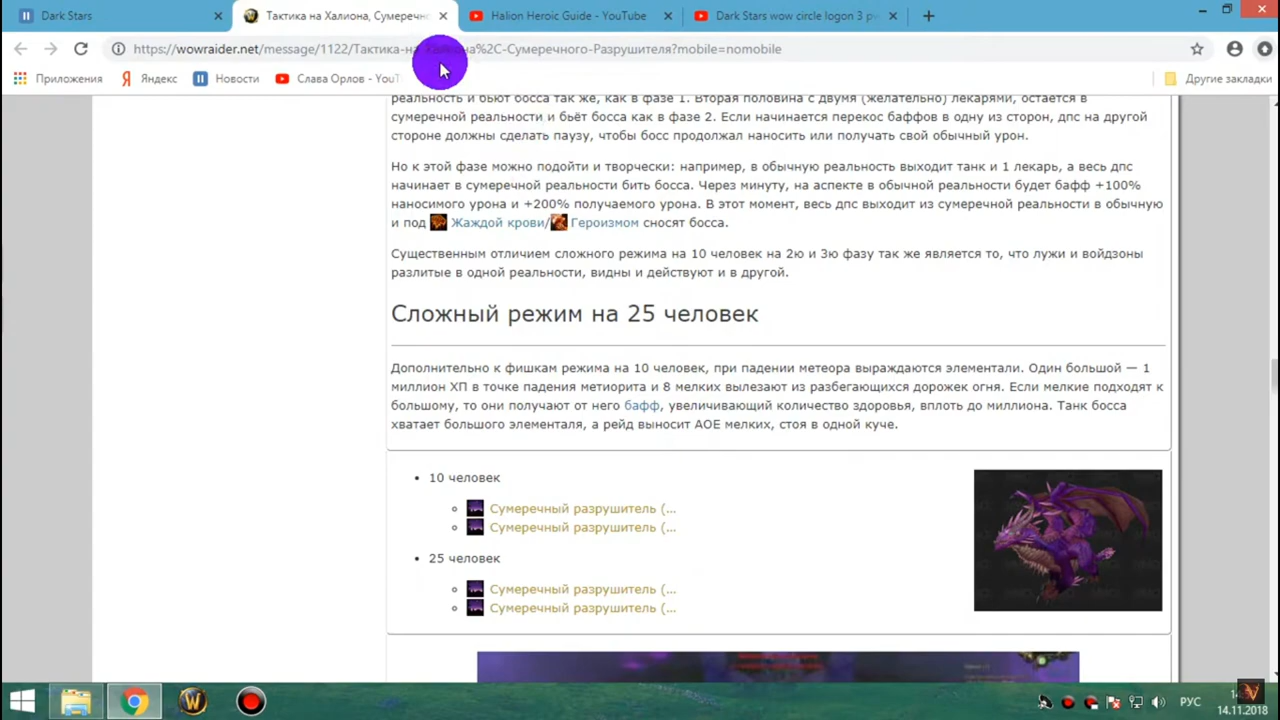 Dark Stars
Тактика на Халиона, Сумеречно
Halion Heroic Guide - YouTube
Dark Stars wow circle logon 3 ру
https://wowraider.net/message/1122/Тактика-на-Халиона%2C-Сумеречного-Разрушителя?mobile=nomobile
Приложения
Яндекс
Новости
Слава Орлов - YouT
Другие закладки
реальность и бьют босса так же, как в фазе 1. Вторая половина с двумя (желательно) лекарями, остаётся в
сумеречной реальности и бьёт босса как в фазе 2. Если начинается перекос баффов в одну из сторон, дпс на другой
стороне должны сделать паузу, чтобы босс продолжал наносить или получать свой обычный урон.
Но к этой фазе можно подойти и творчески: например, в обычную реальность выходит танк и 1 лекарь, а весь дпс
начинает в сумеречной реальности бить босса. Через минуту, на аспекте в обычной реальности будет бафф +100%
наносимого урона и +200% получаемого урона. В этот момент, весь дпс выходит из сумеречной реальности в обычную
и под Жаждой крови/ Героизмом сносят босса.
Существенным отличием сложного режима на 10 человек на 2ю и 3ю фазу так же является то, что лужи и войдзоны
разлитые в одной реальности, видны и действуют и в другой.
Сложный режим на 25 человек
Дополнительно к фишкам режима на 10 человек, при падении метеора выражаются элементали. Один большой — 1
миллион ХП в точке падения метиорита и 8 мелких вылезают из разбегающихся дорожек огня. Если мелкие подходят к
большому, то они получают от него бафф, увеличивающий количество здоровья, вплоть до миллиона. Танк босса
хватает большого элементаля, а рейд выносит АОЕ мелких, стоя в одной куче.
10 человек
Сумеречный разрушитель (...
Сумеречный разрушитель (...
25 человек
Сумеречный разрушитель (...
Сумеречный разрушитель (...
РУС
14.11.2018